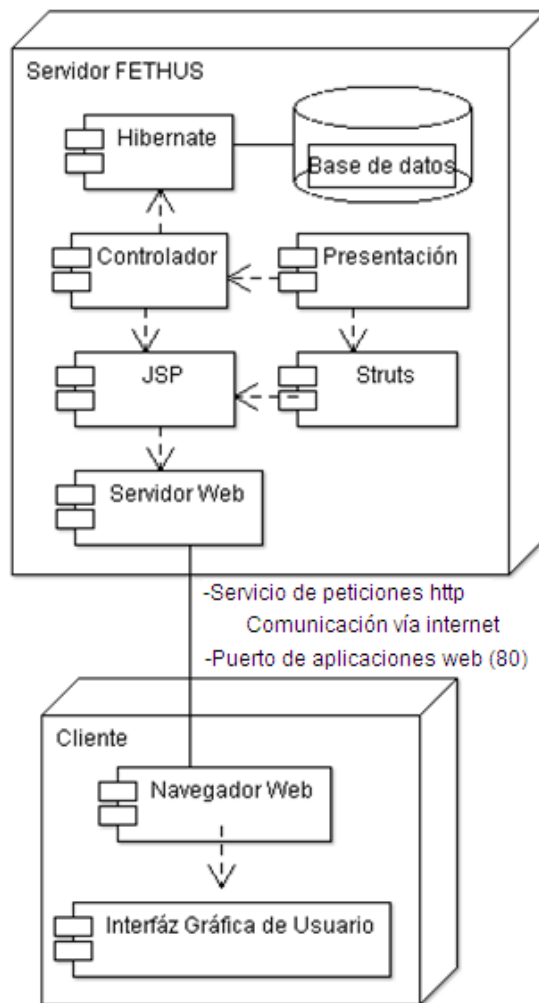 Servidor FETHUS
Hibernate
Base de datos
Controlador
Presentación
JSP
Struts
Servidor Web
-Servicio de peticiones http
Comunicación vía internet
-Puerto de aplicaciones web (80)
Cliente
Navegador Web
Interfáz Gráfica de Usuario